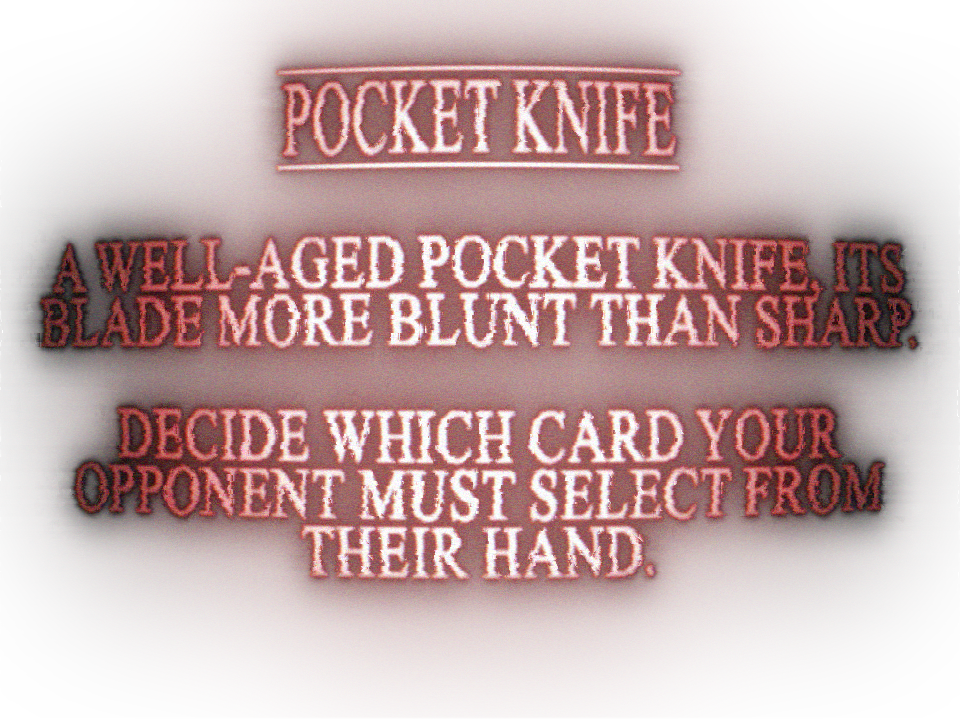 POCKET KNIFE
A WELL-AGED POCKET KNIFE, ITS
BLADE MORE BLUNT THAN SHARP.
DECIDE WHICH CARD YOUR
OPPONENT MUST SELECT FROM
THEIR HAND.